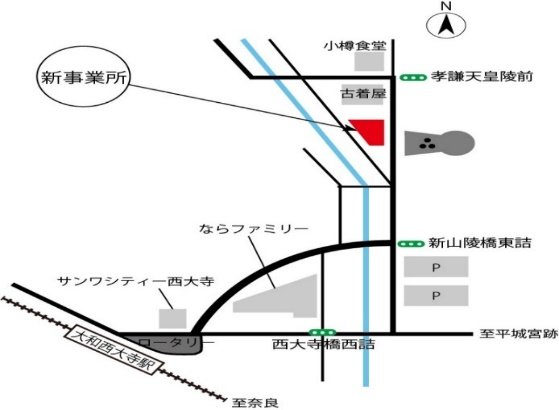 N
小樽食堂
新事業所
孝謙天皇陵前
古着屋
ならファミリー
新山陵橋東詰
P
サンワシティー西大寺
P
ロータリー
西大寺橋西詰
至平城宮跡
大和西大寺駅
至奈良